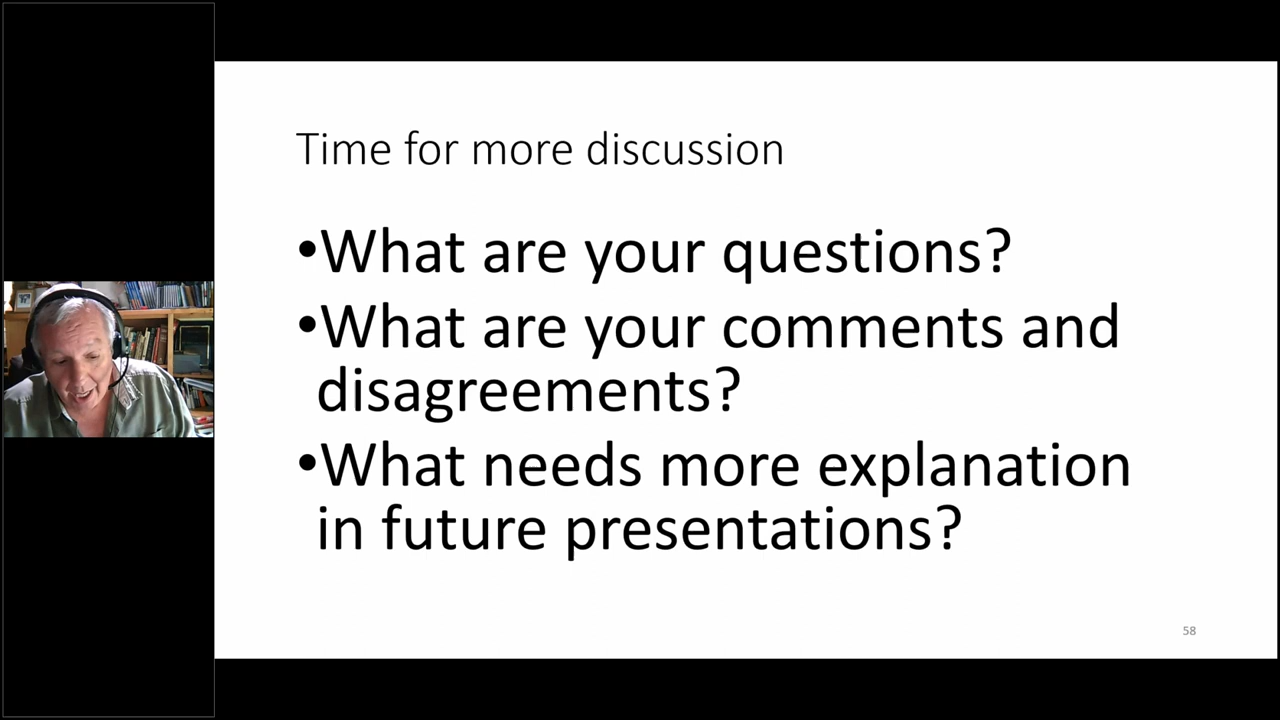 Time for more discussion
•What are your questions?
•What are your comments and
disagreements?
•What needs more explanation
in future presentations?
58